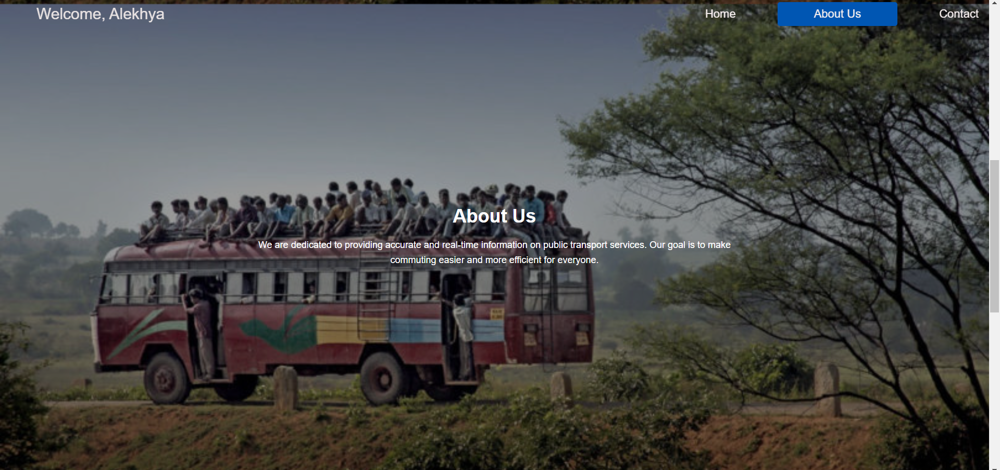 Welcome, Alekhya
Home
About Us
Contact
About Us
We are dedicated to providing accurate and real-time information on public transport services. Our goal is to make
commuting easier and more efficient for everyone.